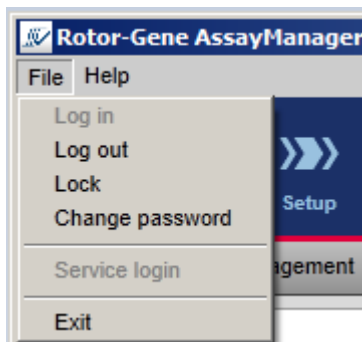 Rotor-Gene AssayManager
File Help
Log in
Log out
Lock
Change password
Setup
Service login
agement
Exit